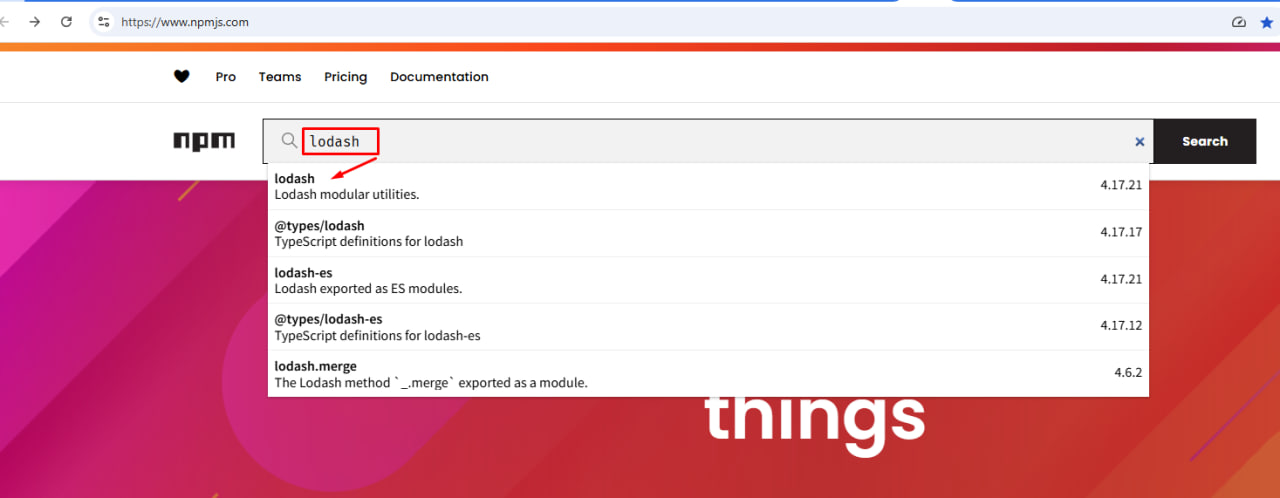 https://www.npmjs.com
Pro Teams Pricing Documentation
npm lodash Search
lodash
Lodash modular utilities.
4.17.21
@types/lodash
TypeScript definitions for lodash
4.17.17
lodash-es
Lodash exported as ES modules.
4.17.21
@types/lodash-es
TypeScript definitions for lodash-es
4.17.12
lodash.merge
The Lodash method `_.merge` exported as a module.
4.6.2
things